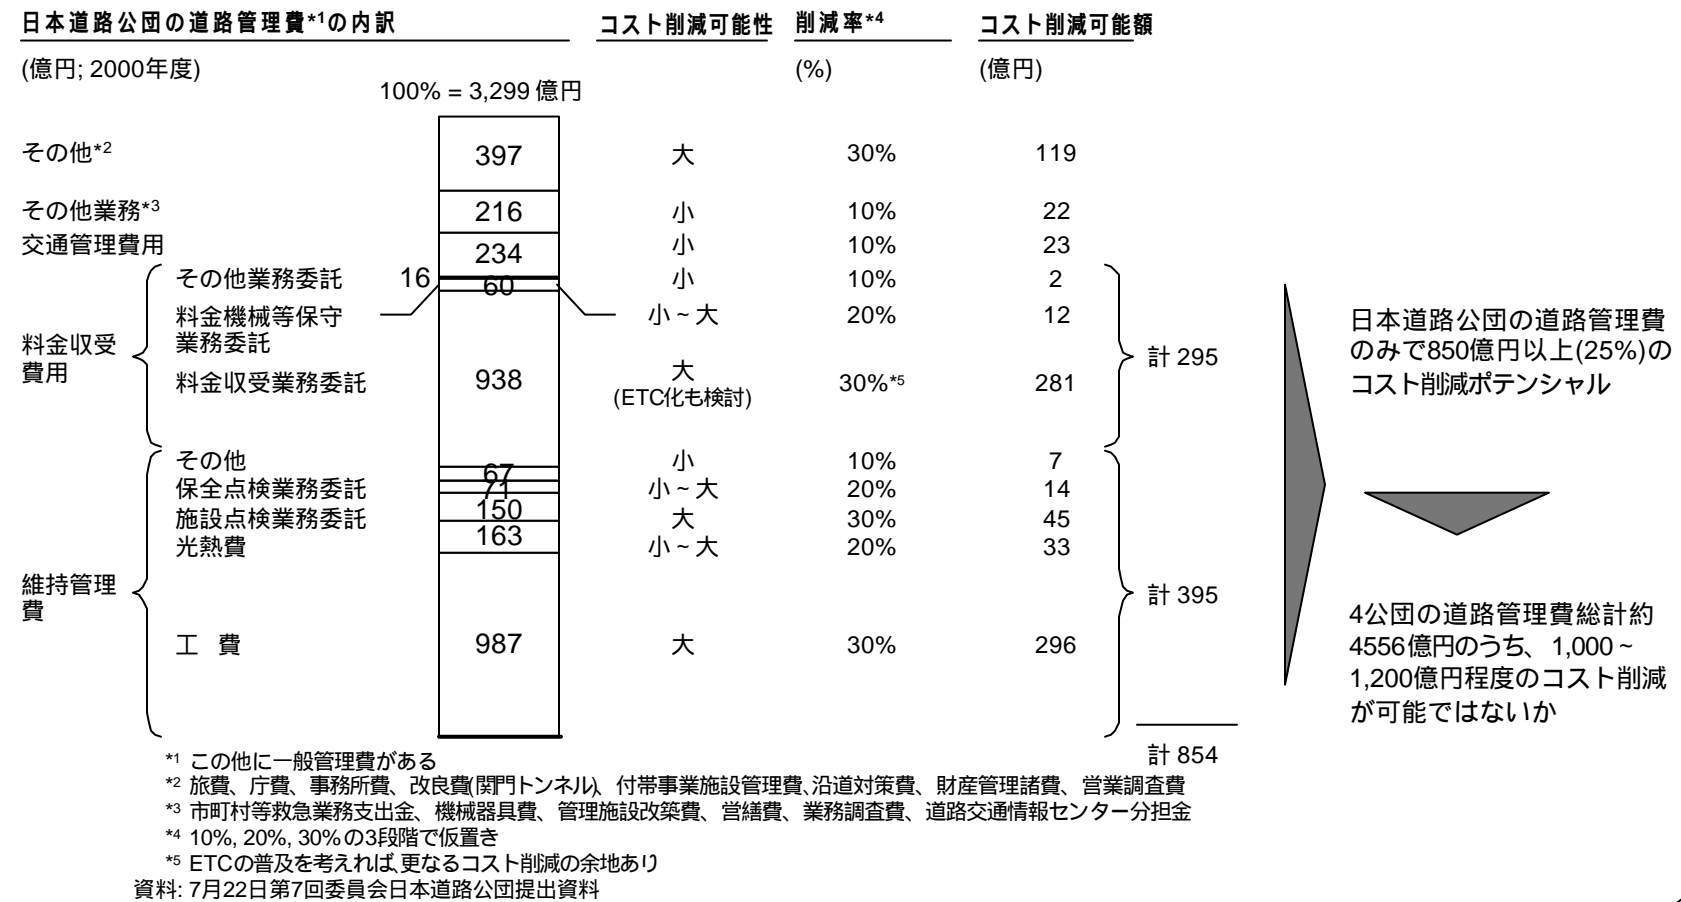 日本道路公団の道路管理費*1の内訳 コスト削減可能性 削減率*4 コスト削減可能額
(億円; 2000年度) (%) (億円)
100% = 3,299 億円
その他*2 397 大 30% 119
その他業務*3 216 小 10% 22
交通管理費用 234 小 10% 23
その他業務委託 16 小 10% 2
60
料金機械等保守 小~大 20% 12
業務委託
料金収受
費用
計 295
料金収受業務委託 938 大 30%*5 281
(ETC化も検討)
その他 67 小 10% 7
保全点検業務委託 71 小~大 20% 14
施設点検業務委託 150 大 30% 45
光熱費 163 小~大 20% 33
維持管理
費
計 395
工 費 987 大 30% 296
計 854
日本道路公団の道路管理費
のみで850億円以上(25%)の
コスト削減ポテンシャル
4公団の道路管理費総計約
4556億円のうち、1,000~
1,200億円程度のコスト削減
が可能ではないか
*1 この他に一般管理費がある
*2 旅費、庁費、事務所費、改良費(関門トンネル)、付帯事業施設管理費、沿道対策費、財産管理諸費、営業調査費
*3 市町村等救急業務支出金、機械器具費、管理施設改築費、営繕費、業務調査費、道路交通情報センター分担金
*4 10%, 20%, 30%の3段階で仮置き
*5 ETCの普及を考えれば、更なるコスト削減の余地あり
資料: 7月22日第7回委員会日本道路公団提出資料